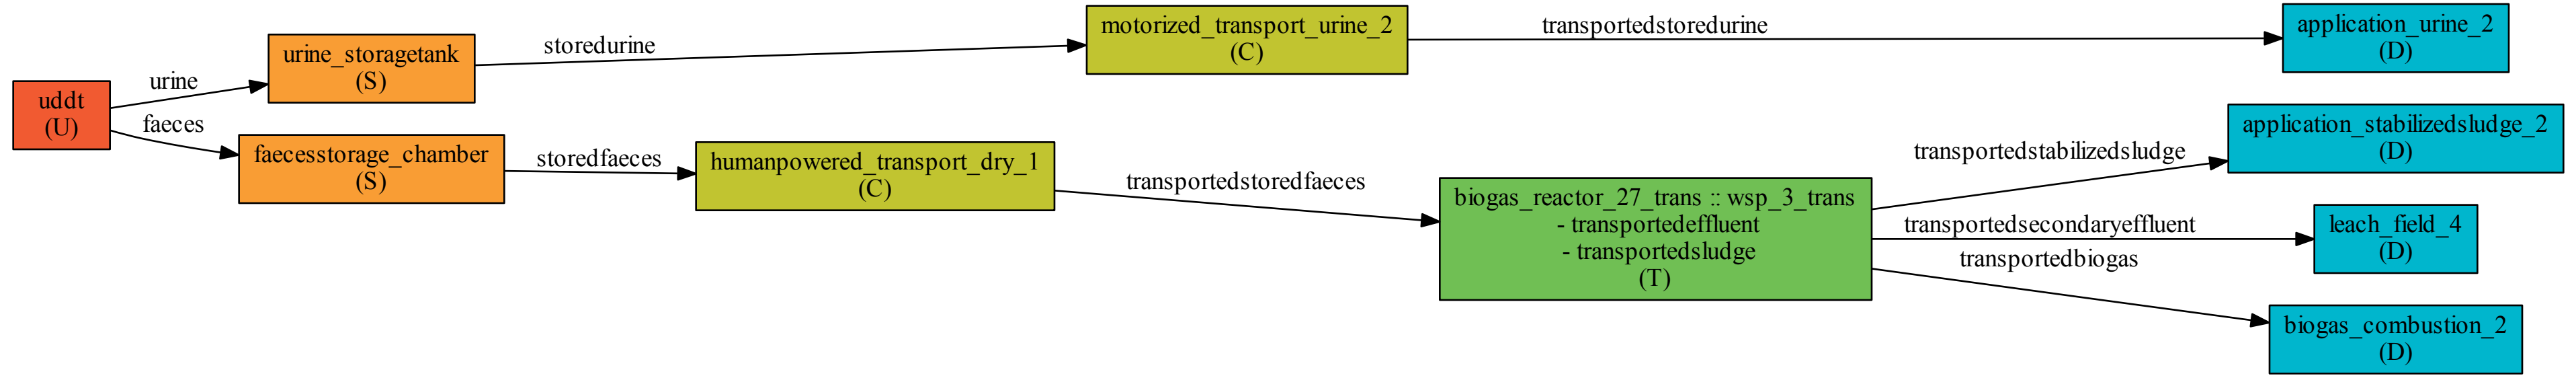 uddt
(U)
urine
faeces
urine_storagetank
(S)
faecesstorage_chamber
(S)
storedurine
storedfaeces
humanpowered_transport_dry_1
(C)
motorized_transport_urine_2
(C)
transportedstoredfaeces
transportedstoredurine
biogas_reactor_27_trans :: wsp_3_trans
- transportedeffluent
- transportedsludge
(T)
transportedstabilizedsludge
transportedsecondaryeffluent
transportedbiogas
application_urine_2
(D)
application_stabilizedsludge_2
(D)
leach_field_4
(D)
biogas_combustion_2
(D)